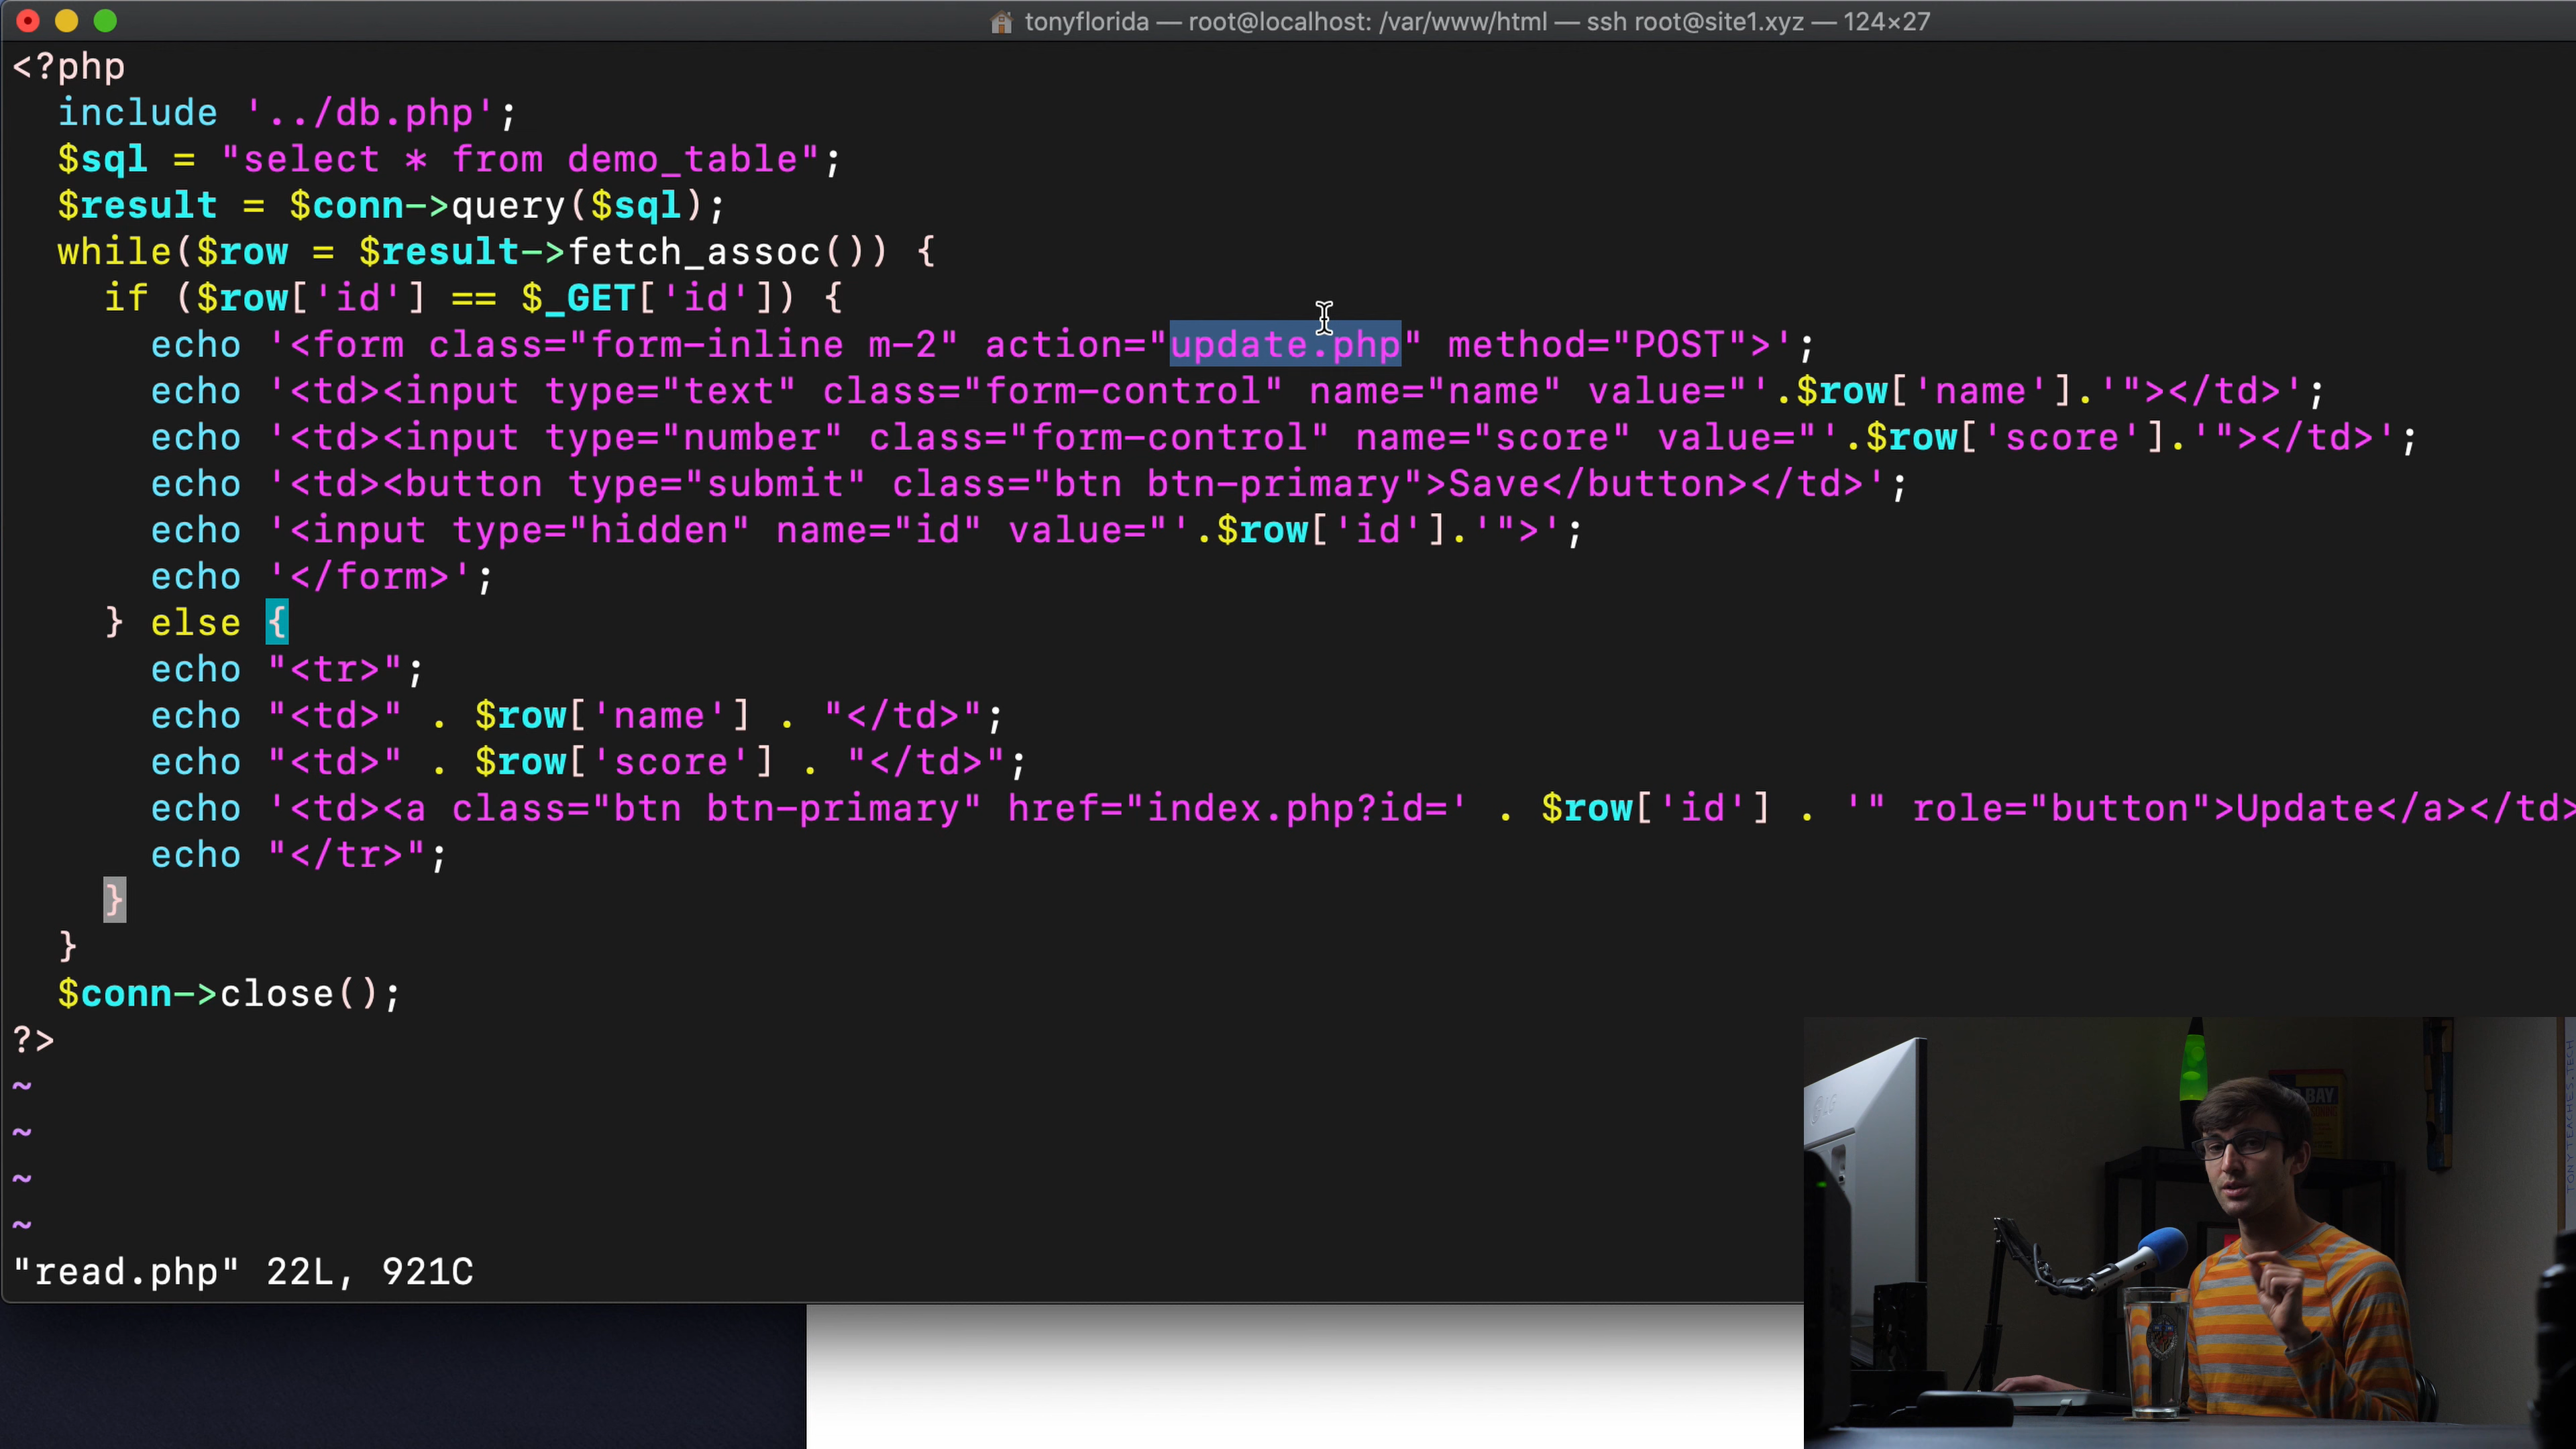 tonyflorida — root@localhost: /var/www/html — ssh root@site1.xyz — 124×27
<?php
include '../db.php';
$sql = "select * from demo_table";
$result = $conn->query($sql);
while($row = $result->fetch_assoc()) {
if ($row['id'] == $_GET['id']) {
echo '<form class="form-inline m-2" action="update.php" method="POST">';
echo '<td><input type="text" class="form-control" name="name" value="'.$row['name'].'"></td>';
echo '<td><input type="number" class="form-control" name="score" value="'.$row['score'].'"></td>';
echo '<td><button type="submit" class="btn btn-primary">Save</button></td>';
echo '<input type="hidden" name="id" value="'.$row['id'].'">';
echo '</form>';
} else {
echo "<tr>";
echo "<td>" . $row['name'] . "</td>";
echo "<td>" . $row['score'] . "</td>";
echo '<td><a class="btn btn-primary" href="index.php?id=' . $row['id'] . '" role="button">Update</a></td>
echo "</tr>";
}
}
$conn->close();
?>
~
~
~
~
"read.php" 22L, 921C
LG
BAY